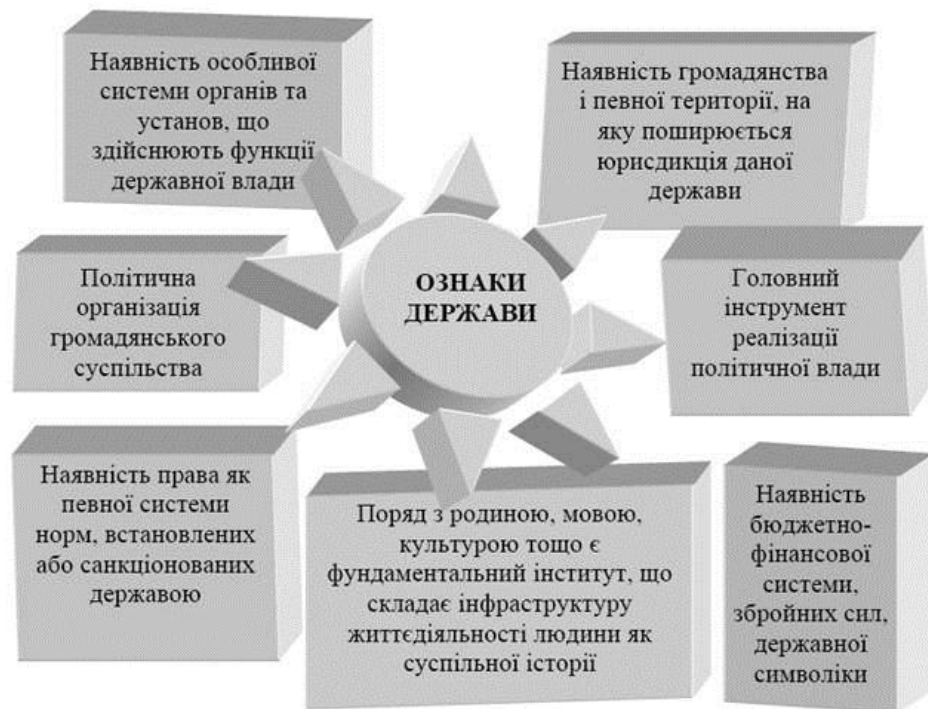 Наявність особливої
системи органів та
установ, що
здійснюють функції
державної влади
Наявність громадянства
і певної території, на
яку поширюється
юрисдикція даної
держави
Політична
організація
громадянського
суспільства
ОЗНАКИ
ДЕРЖАВИ
Головний
інструмент
реалізації
політичної влади
Наявність права як
певної системи
норм, встановлених
або санкціонованих
державою
Поряд з родиною, мовою,
культурою тощо є
фундаментальний інститут, що
складає інфраструктуру
життєдіяльності людини як
суспільної історії
Наявність
бюджетно-
фінансової
системи,
збройних сил,
державної
символіки